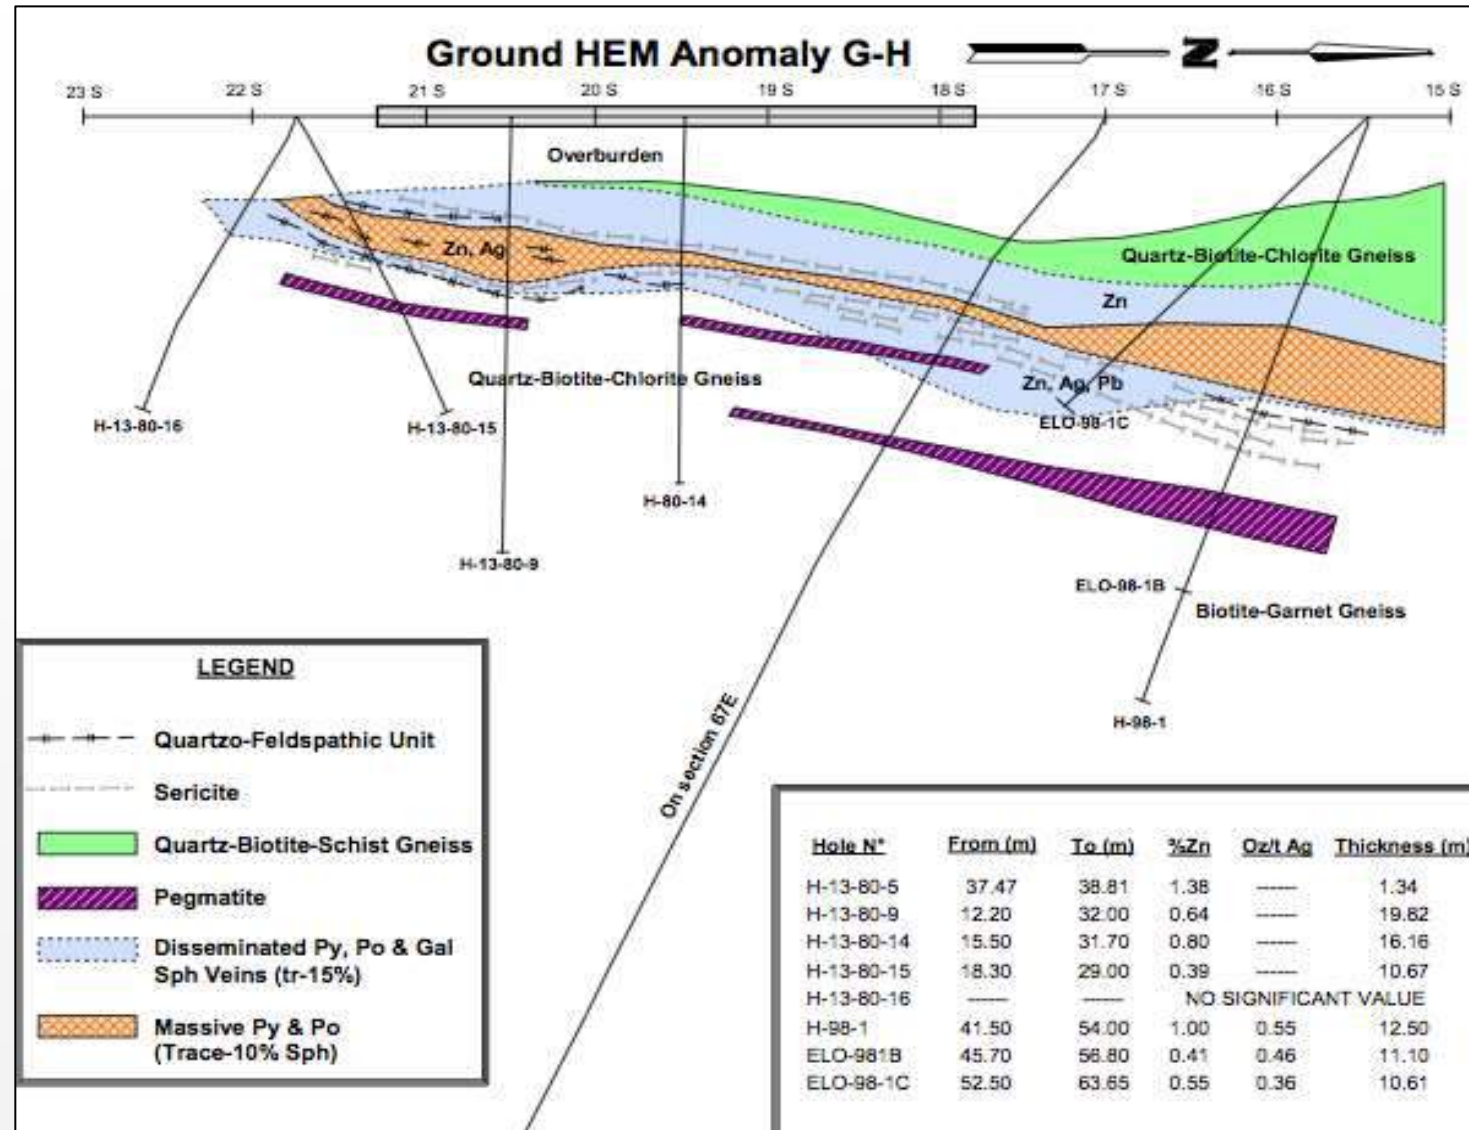 Ground HEM Anomaly G-H
N
23 S 22 S 21 S 20 S 19 S 18 S 17 S 16 S 15 S
Overburden
Zn, Ag
Quartz-Biotite-Chlorite Gneiss
Zn
Quartz-Biotite-Chlorite Gneiss
Zn, Ag, Pb
ELO-98-1C
H-13-80-16
H-13-80-15
H-80-14
H-13-80-9
ELO-98-1B
Biotite-Garnet Gneiss
H-98-1
On section 67E
LEGEND
Quartzo-Feldspathic Unit
Sericite
Quartz-Biotite-Schist Gneiss
Pegmatite
Disseminated Py, Po & Gal
Sph Veins (tr-15%)
Massive Py & Po
(Trace-10% Sph)
Hole N° From (m) To (m) %Zn Oz/t Ag Thickness (m)
H-13-80-5 37.47 38.81 1.38 ------ 1.34
H-13-80-9 12.20 32.00 0.64 ------ 19.82
H-13-80-14 15.50 31.70 0.80 ------ 16.16
H-13-80-15 18.30 29.00 0.39 ------ 10.67
H-13-80-16 ------ ------ NO SIGNIFICANT VALUE
H-98-1 41.50 54.00 1.00 0.55 12.50
ELO-981B 45.70 56.80 0.41 0.46 11.10
ELO-98-1C 52.50 63.65 0.55 0.36 10.61